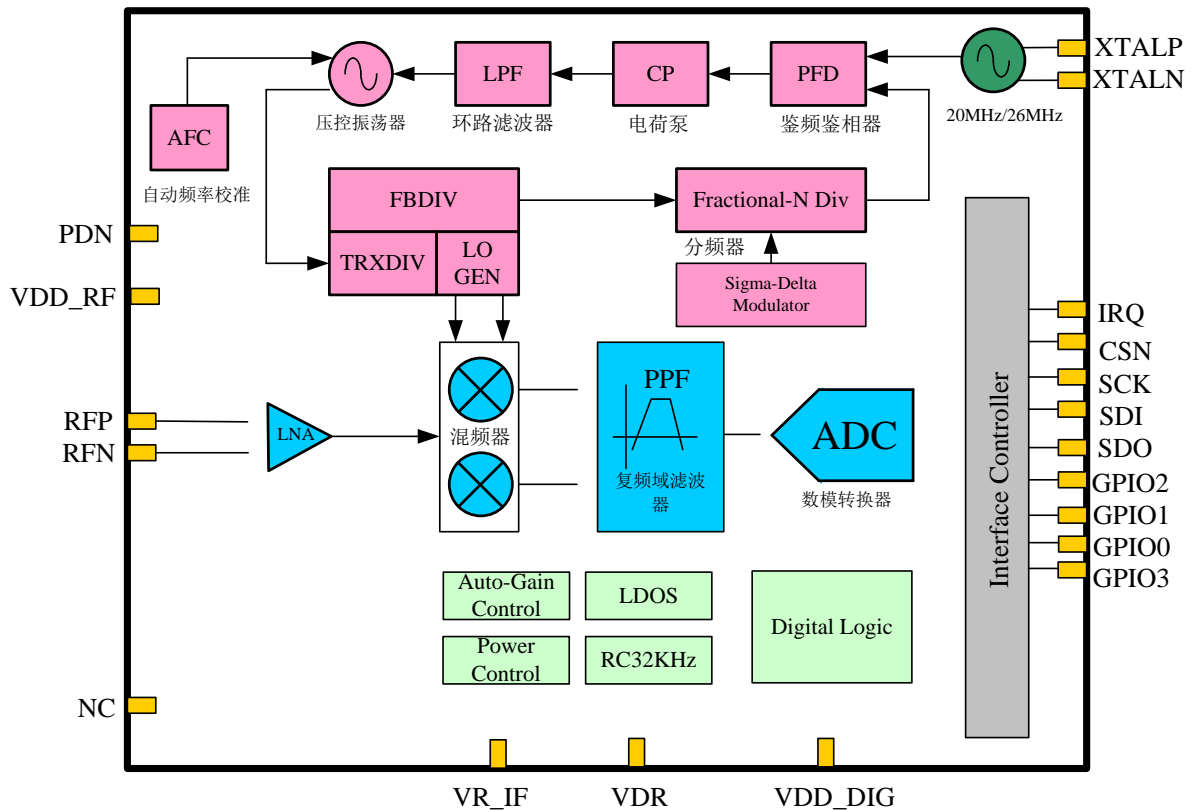 XTALP
XTALN
20MHz/26MHz
PFD
鉴频鉴相器
CP
电荷泵
LPF
环路滤波器
压控振荡器
AFC
自动频率校准
FBDIV
TRXDIV
LO
GEN
Fractional-N Div
分频器
Sigma-Delta
Modulator
PDN
VDD_RF
RFP
RFN
LNA
混频器
PPF
复频域滤波
器
ADC
数模转换器
Interface Controller
IRQ
CSN
SCK
SDI
SDO
GPIO2
GPIO1
GPIO0
GPIO3
Auto-Gain
Control
LDOS
Power
Control
RC32KHz
Digital Logic
NC
VR_IF
VDR
VDD_DIG